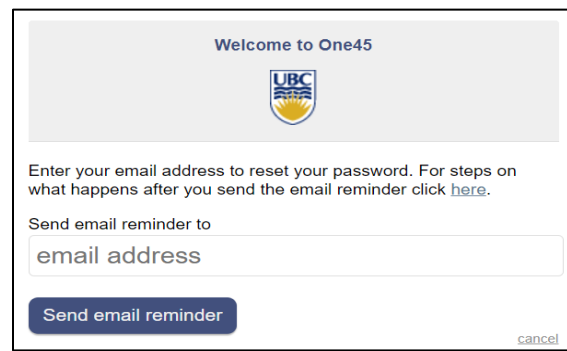 Welcome to One45
UBC
Enter your email address to reset your password. For steps on
what happens after you send the email reminder click here.
Send email reminder to
email address
Send email reminder
cancel